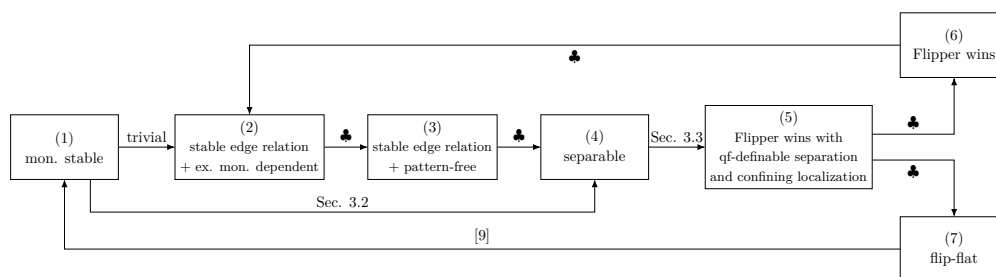 (6)
Flipper wins
♣
(1)
mon. stable
trivial
(2)
stable edge relation
+ ex. mon. dependent
♣
(3)
stable edge relation
+ pattern-free
♣
(4)
separable
Sec. 3.3
(5)
Flipper wins with
qf-definable separation
and confining localization
♣
♣
Sec. 3.2
[9]
(7)
flip-flat